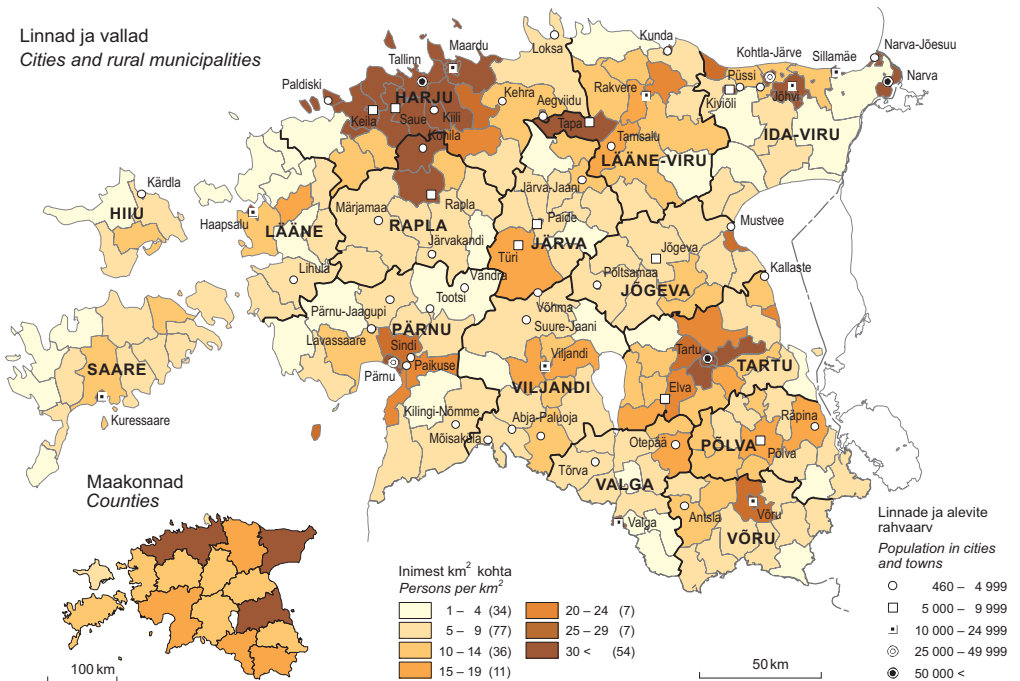 Linnad ja vallad
Cities and rural municipalities
Loksa
Kunda
Maardu
Tallinn
Kohtla-Järve
Sillamäe
Narva-Jõesuu
Paldiski
HARJU
Kehra
Rakvere
Püssi
Narva
Aegviidu
Kiviõli
Jõhvi
Keila
Saue
Kiili
Tapa
Kohila
Tamsalu
IDA-VIRU
LÄÄNE-VIRU
Kärdla
Järva-Jaani
HIIU
Haapsalu
Märjamaa
Rapla
Paide
Mustvee
LÄÄNE
RAPLA
JÄRVA
Järvakandi
Türi
Jõgeva
Lihula
Vändra
Põltsamaa
Kallaste
Tootsi
JÕGEVA
Pärnu-Jaagupi
Võhma
PÄRNU
Suure-Jaani
Lavassaare
Sindi
Tartu
SAARE
Pärnu
Paikuse
Viljandi
TARTU
VILJANDI
Elva
Kuressaare
Kilingi-Nõmme
Abja-Paluoja
Räpina
Mõisaküla
Otepää
PÕLVA
Põlva
Tõrva
VALGA
Maakonnad
Counties
Antsla
Võru
Valga
VÕRU
Linnade ja alevite
rahvaarv
Population in cities
and towns
460 – 4 999
5 000 – 9 999
10 000 – 24 999
25 000 – 49 999
50 000 <
Inimest km² kohta
Persons per km²
1 – 4 (34)
5 – 9 (77)
10 – 14 (36)
15 – 19 (11)
20 – 24 (7)
25 – 29 (7)
30 < (54)
100 km
50 km